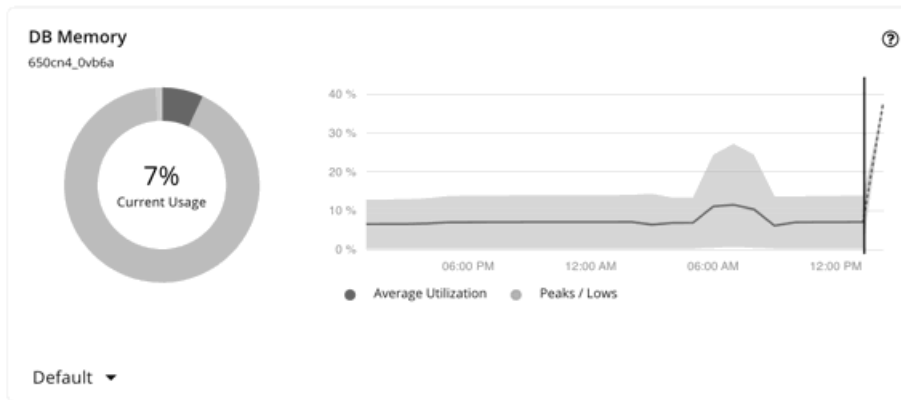 DB Memory
650cn4_0vb6a
7%
Current Usage
40 %
30 %
20 %
10 %
0 %
06:00 PM 12:00 AM 06:00 AM 12:00 PM
Average Utilization Peaks / Lows
Default